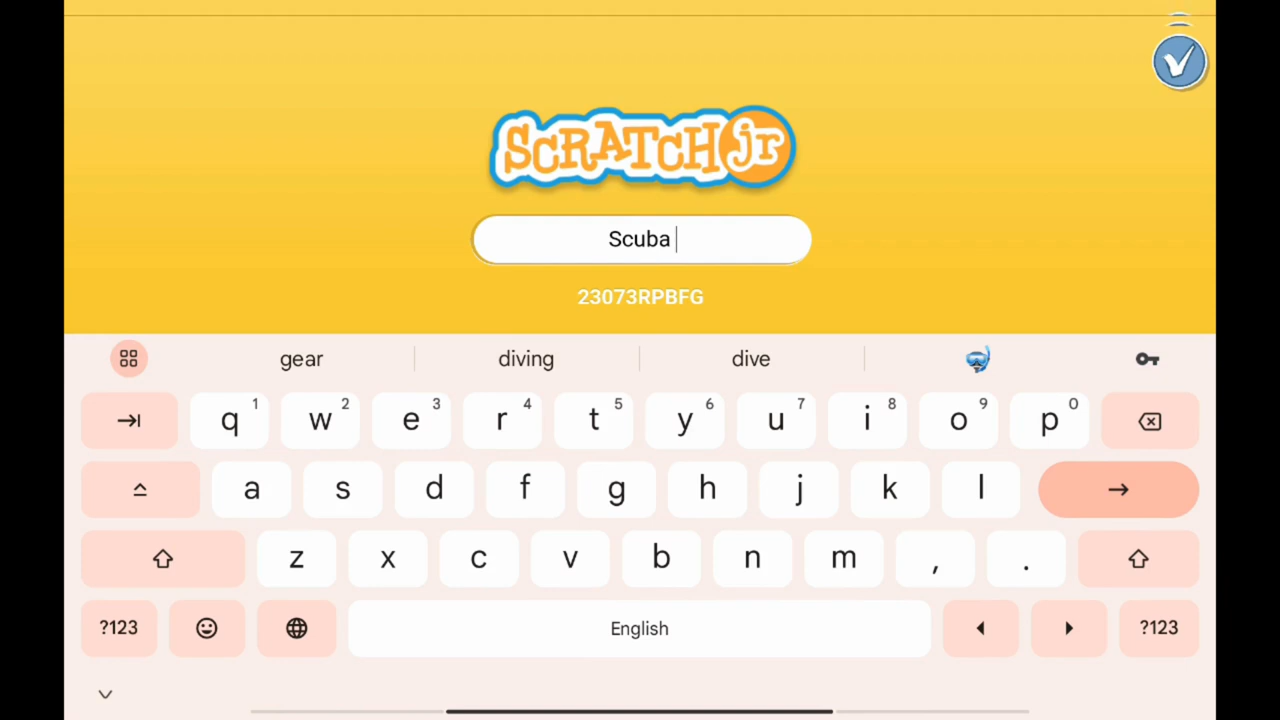 SCRATCH jr
Scuba
23073RPBFG
gear diving dive
q 1 w 2 e 3 r 4 t 5 y 6 u 7 i 8 o 9 p 0
a s d f g h j k l
z x c v b n m , .
?123 English ?123